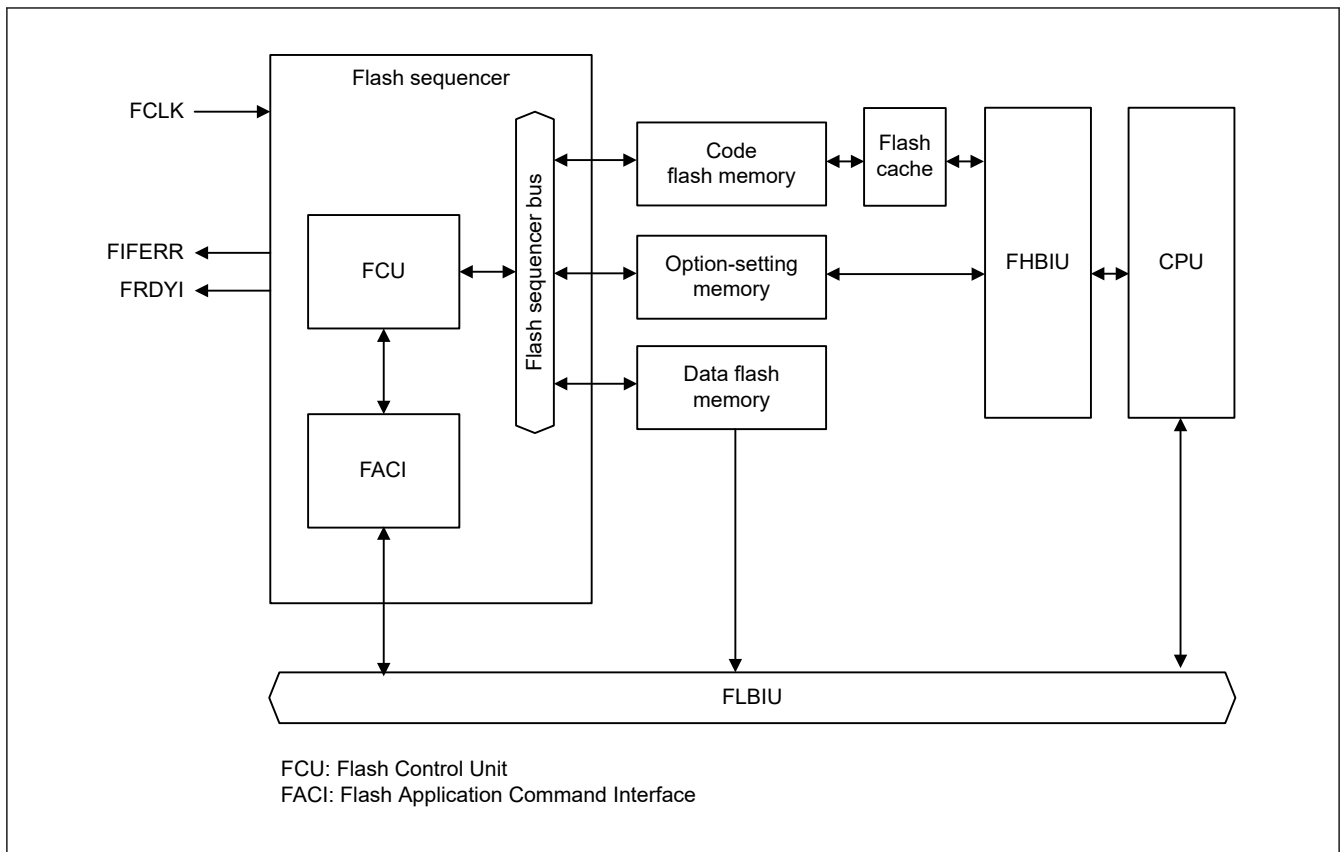 Flash sequencer
FCLK
FIFERR
FRDYI
FCU
FACI
Flash sequencer bus
Code
flash memory
Flash
cache
Option-setting
memory
Data flash
memory
FHBIU
CPU
FLBIU
FCU: Flash Control Unit
FACI: Flash Application Command Interface